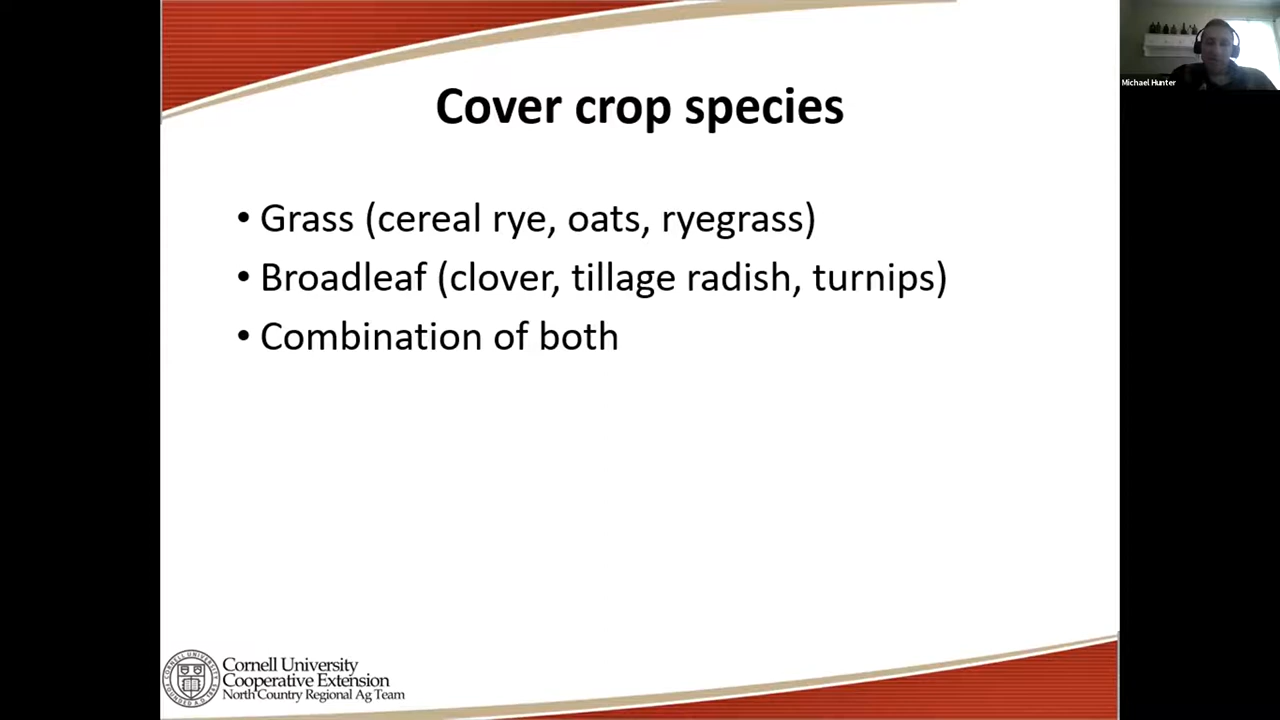 Cover crop species
• Grass (cereal rye, oats, ryegrass)
• Broadleaf (clover, tillage radish, turnips)
• Combination of both
Cornell University
Cooperative Extension
North Country Regional Ag Team
Michael Hunter